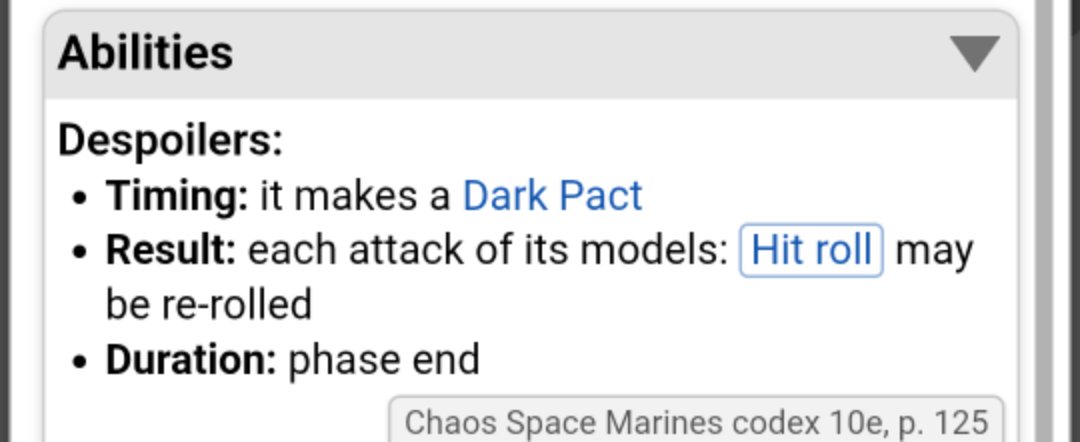 Abilities
Despoilers:
• Timing: it makes a Dark Pact
• Result: each attack of its models: Hit roll may
be re-rolled
• Duration: phase end
Chaos Space Marines codex 10e, p. 125